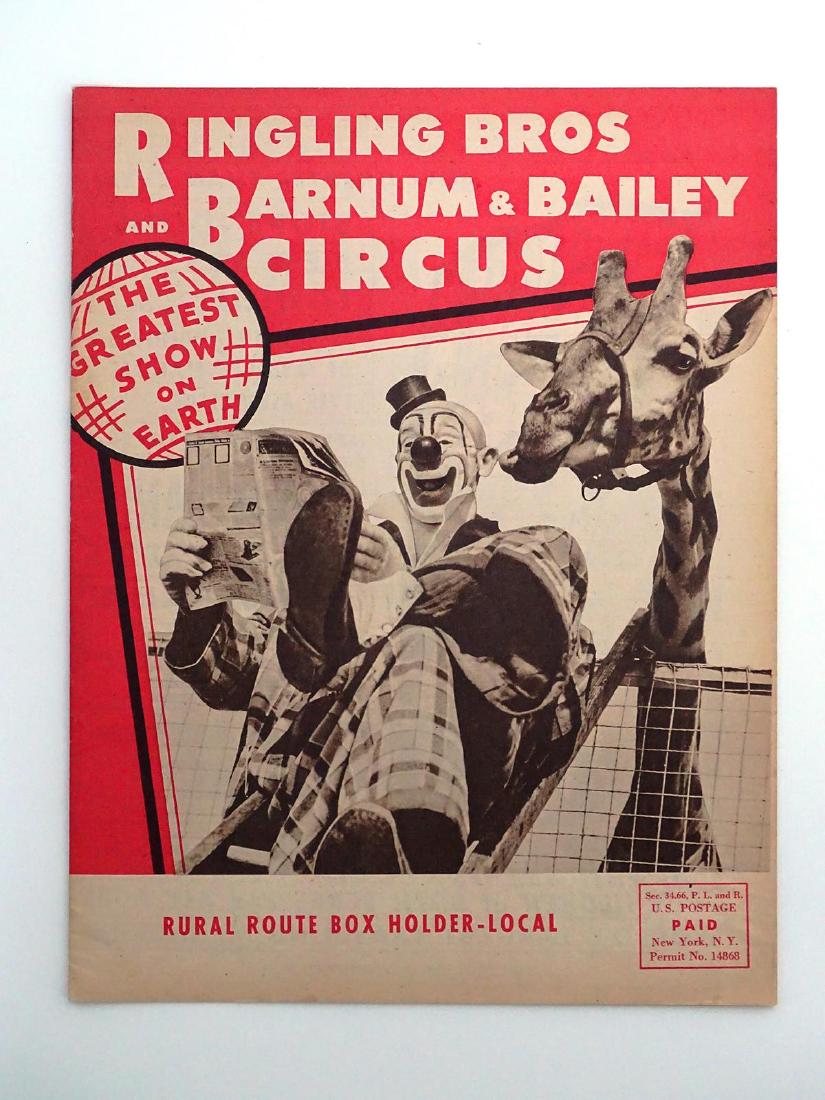 RINGLING BROS
AND BARNUM & BAILEY
CIRCUS
THE
GREATEST
SHOW
ON
EARTH
RURAL ROUTE BOX HOLDER-LOCAL
Sec. 34.66, P. L. and R.
U.S. POSTAGE
PAID
New York, N. Y.
Permit No. 14868